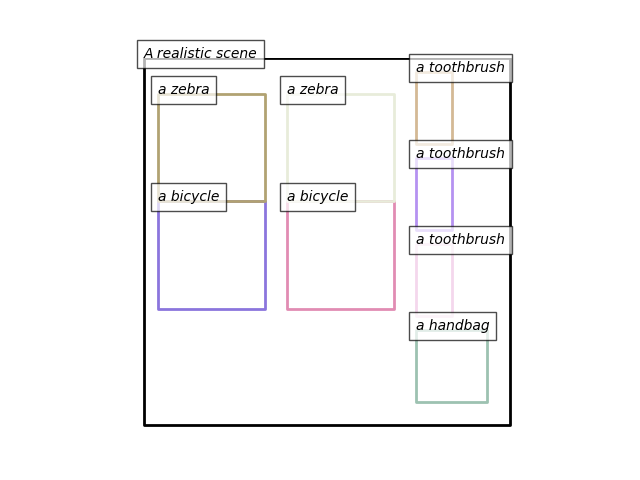 A realistic scene
a toothbrush
a zebra
a zebra
a toothbrush
a bicycle
a bicycle
a toothbrush
a handbag